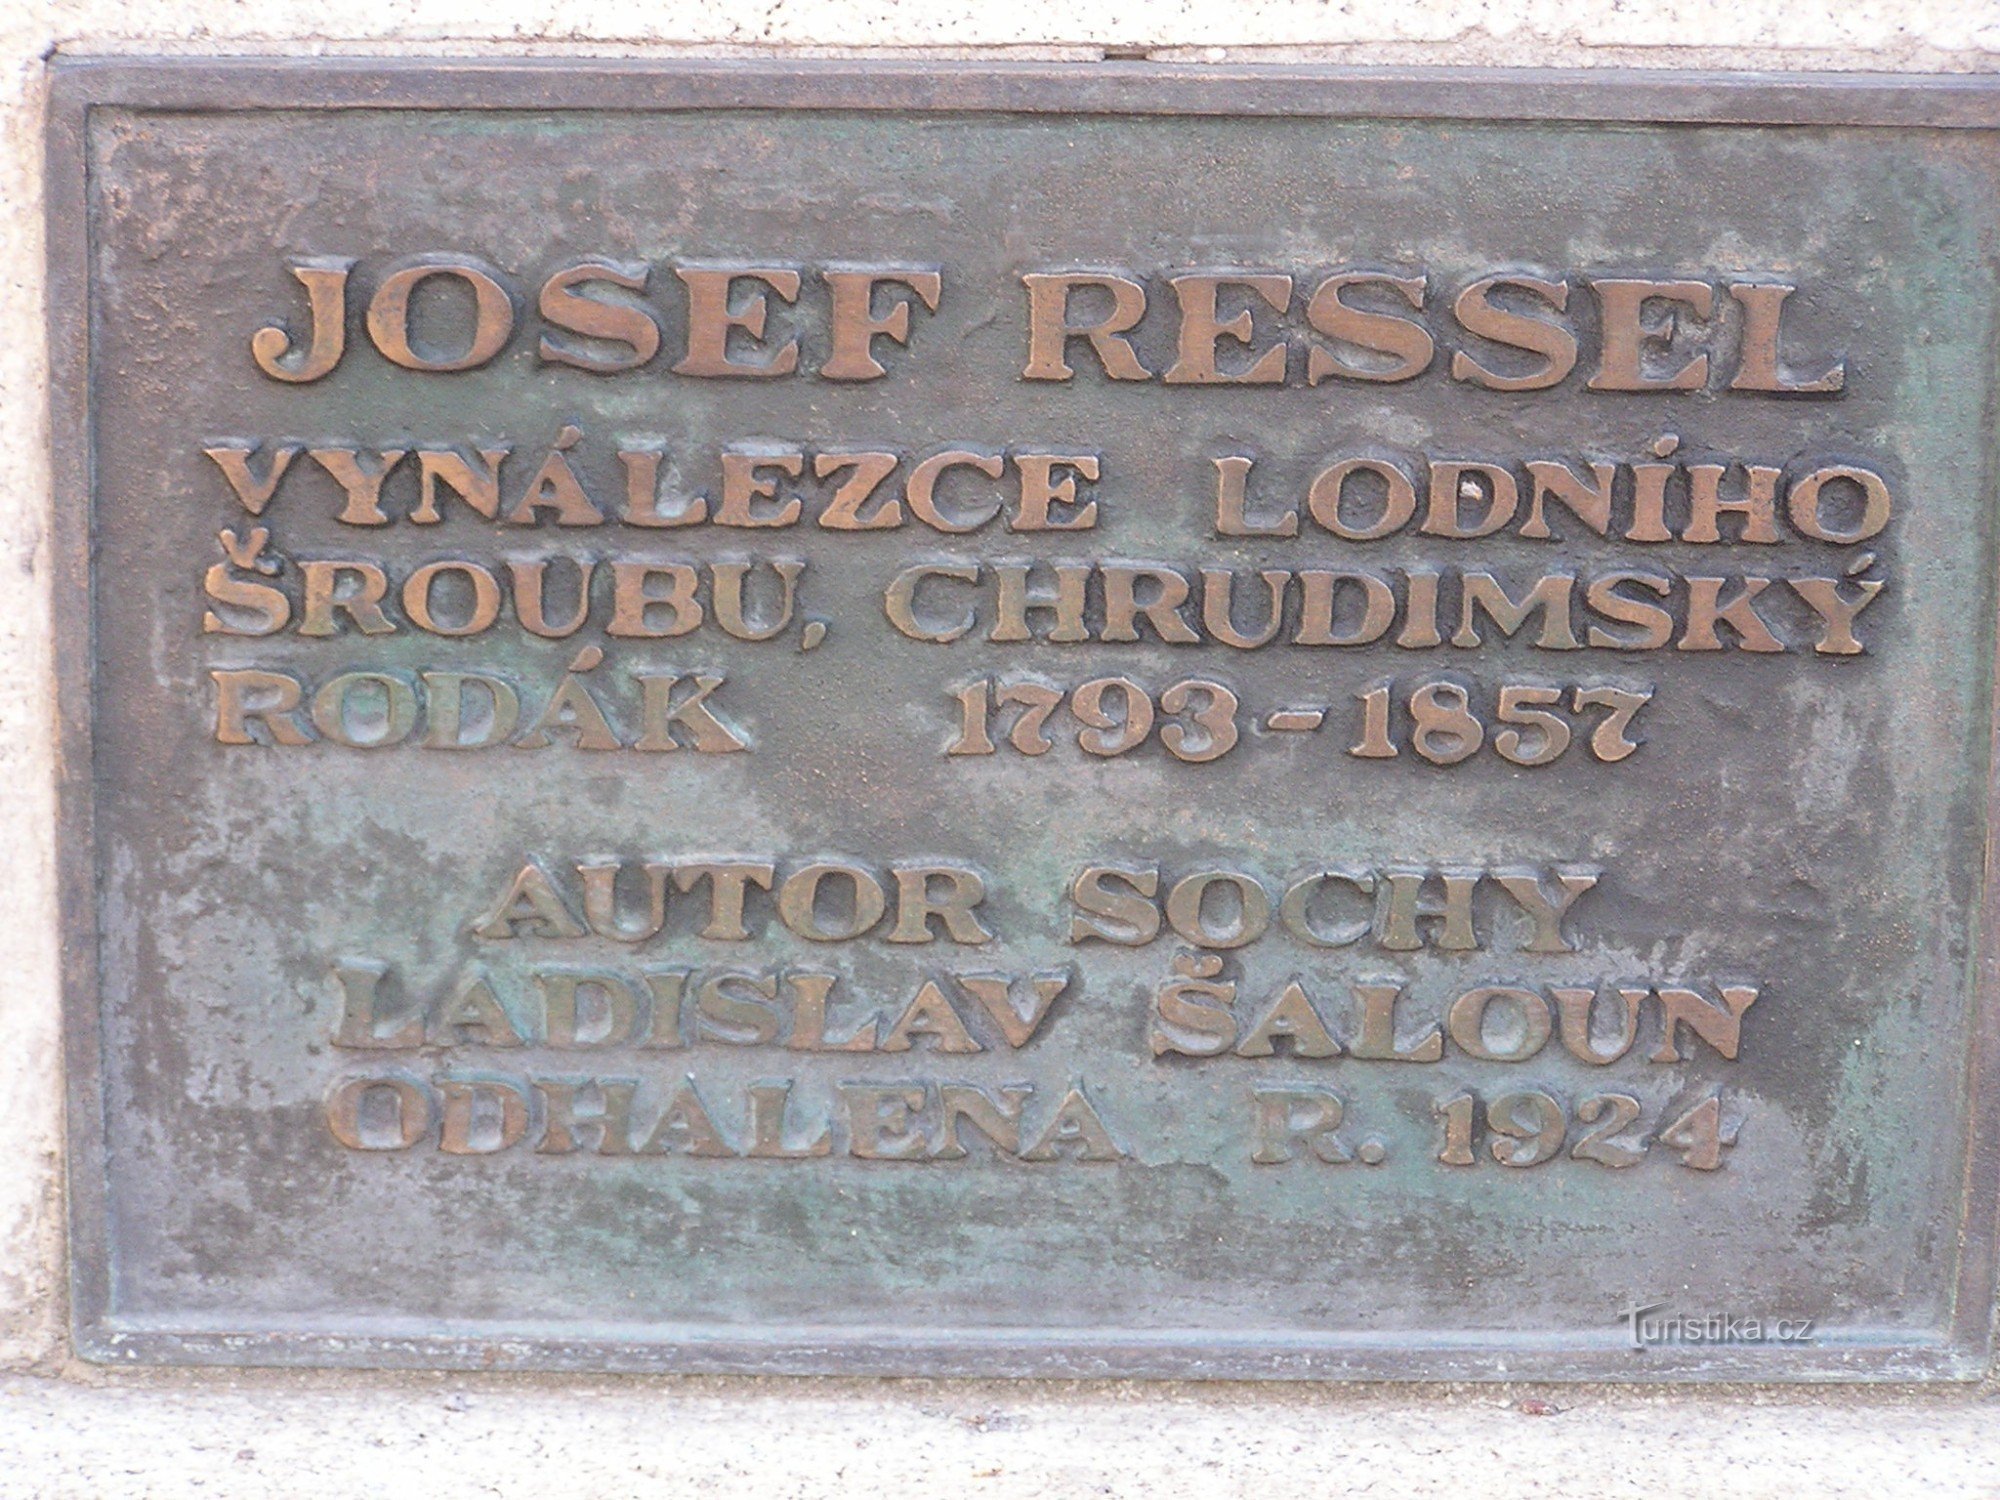 JOSEF RESSEL
VYNÁLEZCE LODNÍHO
ŠROUBU, CHRUDIMSKÝ
RODÁK 1793-1857
AUTOR SOCHY
LADISLAV ŠALOUN
ODHALENA R. 1924
Turistika.cz